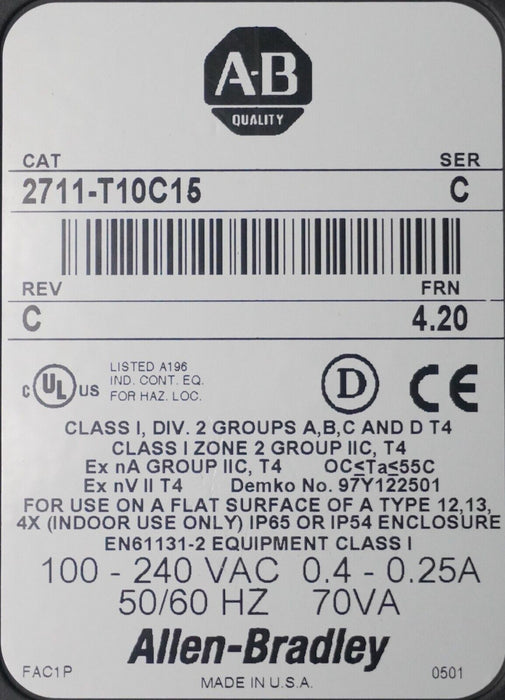 A-B
QUALITY
CAT SER
2711-T10C15 C
REV FRN
C 4.20
C UL US
LISTED A196
IND. CONT. EQ.
FOR HAZ. LOC.
D CE
CLASS I, DIV. 2 GROUPS A,B,C AND D T4
CLASS I ZONE 2 GROUP IIC, T4
Ex nA GROUP IIC, T4 OC≤Ta≤55C
Ex nV II T4 Demko No. 97Y122501
FOR USE ON A FLAT SURFACE OF A TYPE 12,13,
4X (INDOOR USE ONLY) IP65 OR IP54 ENCLOSURE
EN61131-2 EQUIPMENT CLASS I
100 - 240 VAC 0.4 - 0.25A
50/60 HZ 70VA
Allen-Bradley
FAC1P MADE IN U.S.A. 0501